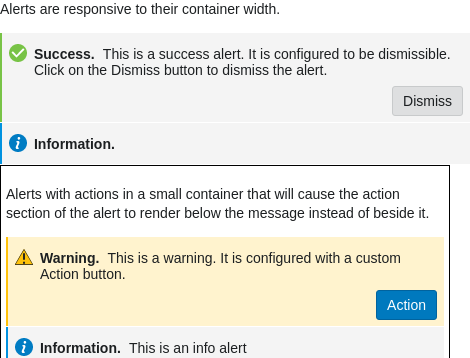 Alerts are responsive to their container width.
Success. This is a success alert. It is configured to be dismissible.
Click on the Dismiss button to dismiss the alert.
Dismiss
Information.
Alerts with actions in a small container that will cause the action
section of the alert to render below the message instead of beside it.
Warning. This is a warning. It is configured with a custom
Action button.
Action
Information. This is an info alert